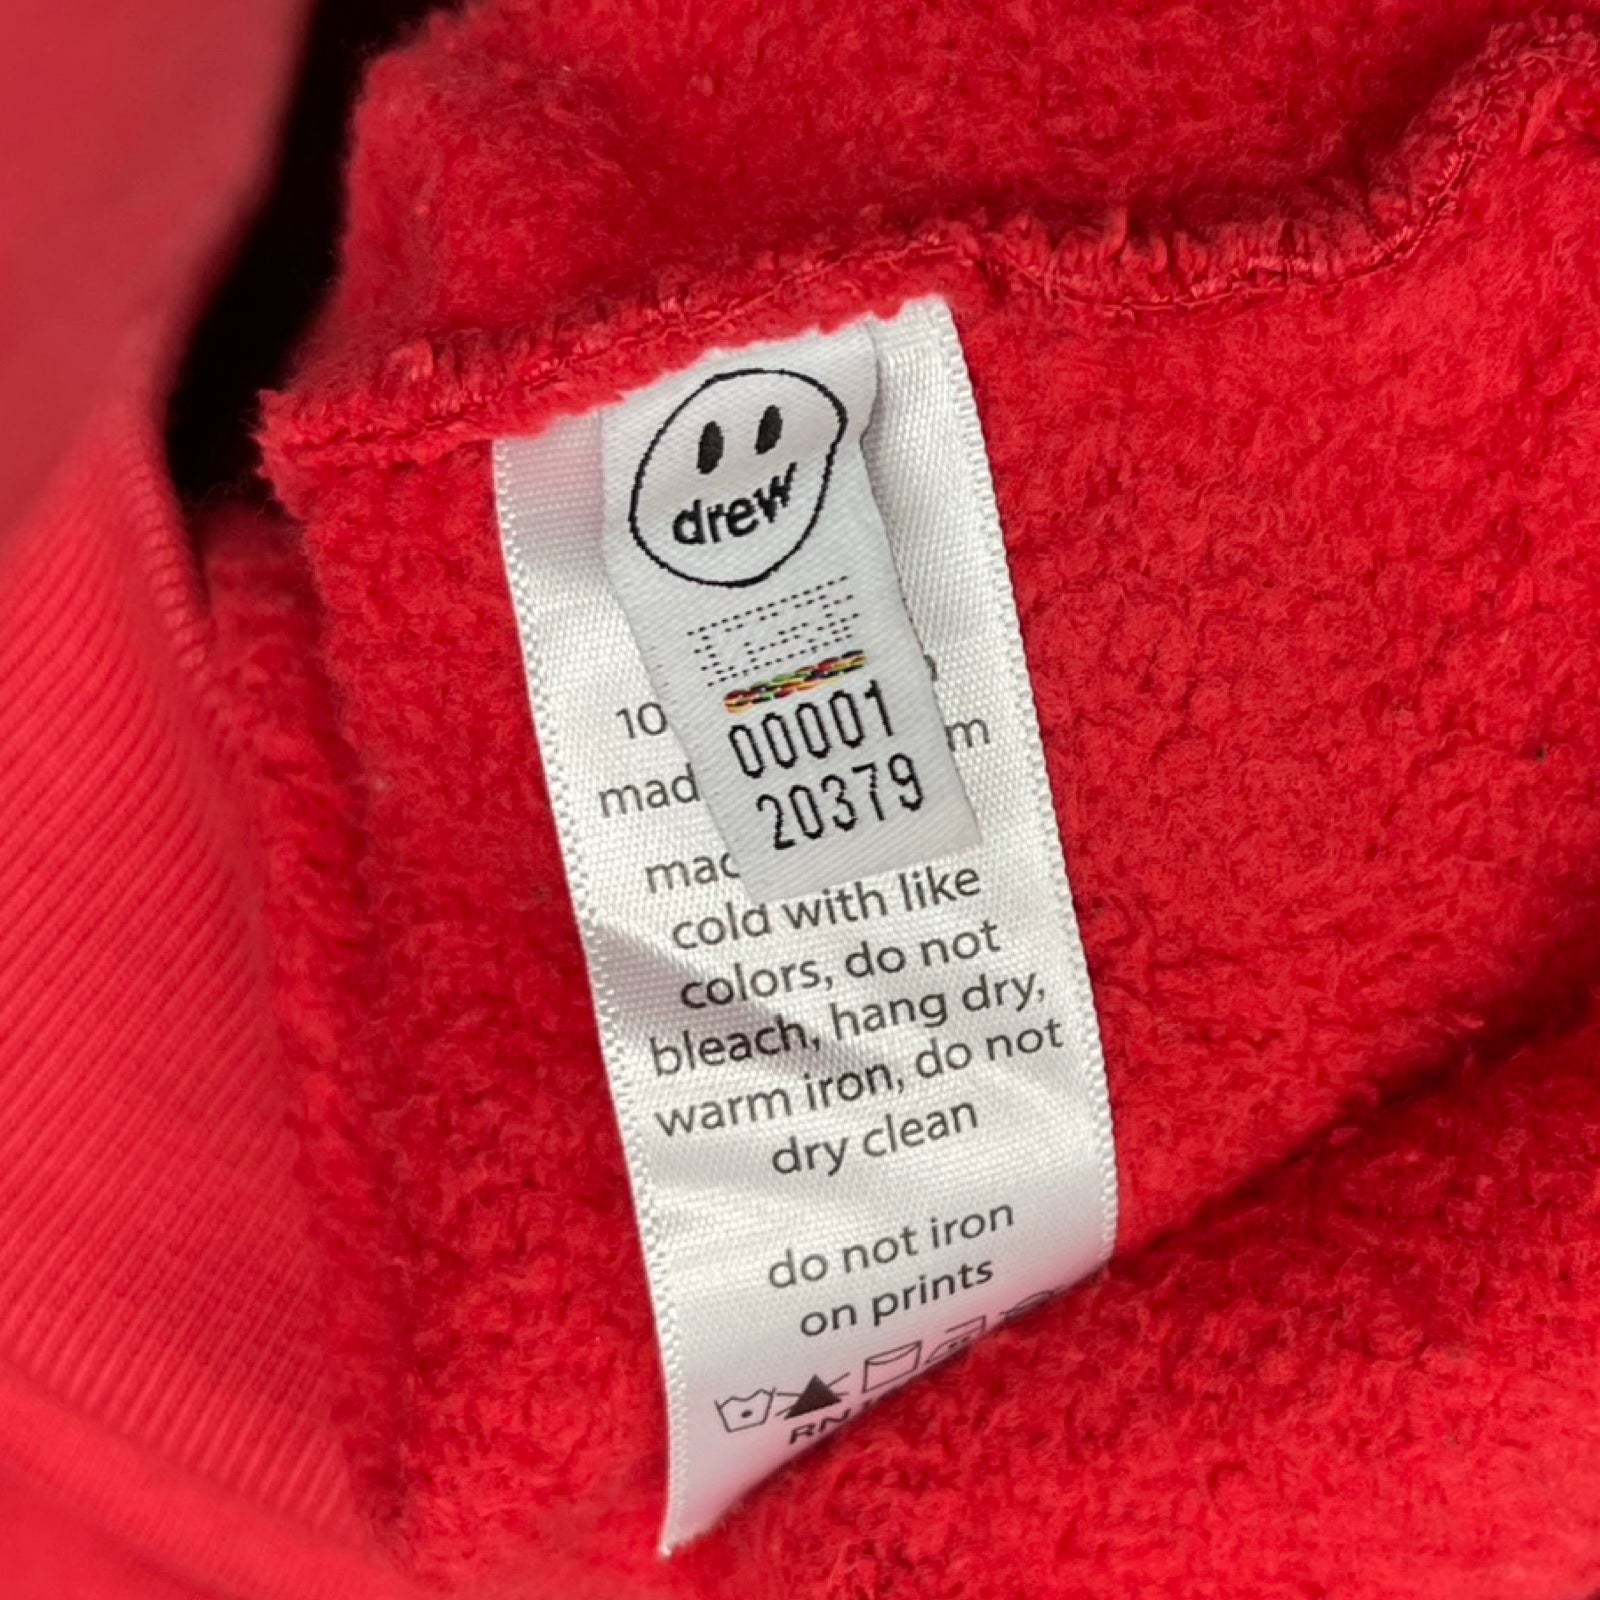 drew
00001
20379
cold with like
colors, do not
bleach, hang dry,
warm iron, do not
dry clean
do not iron
on prints
RN